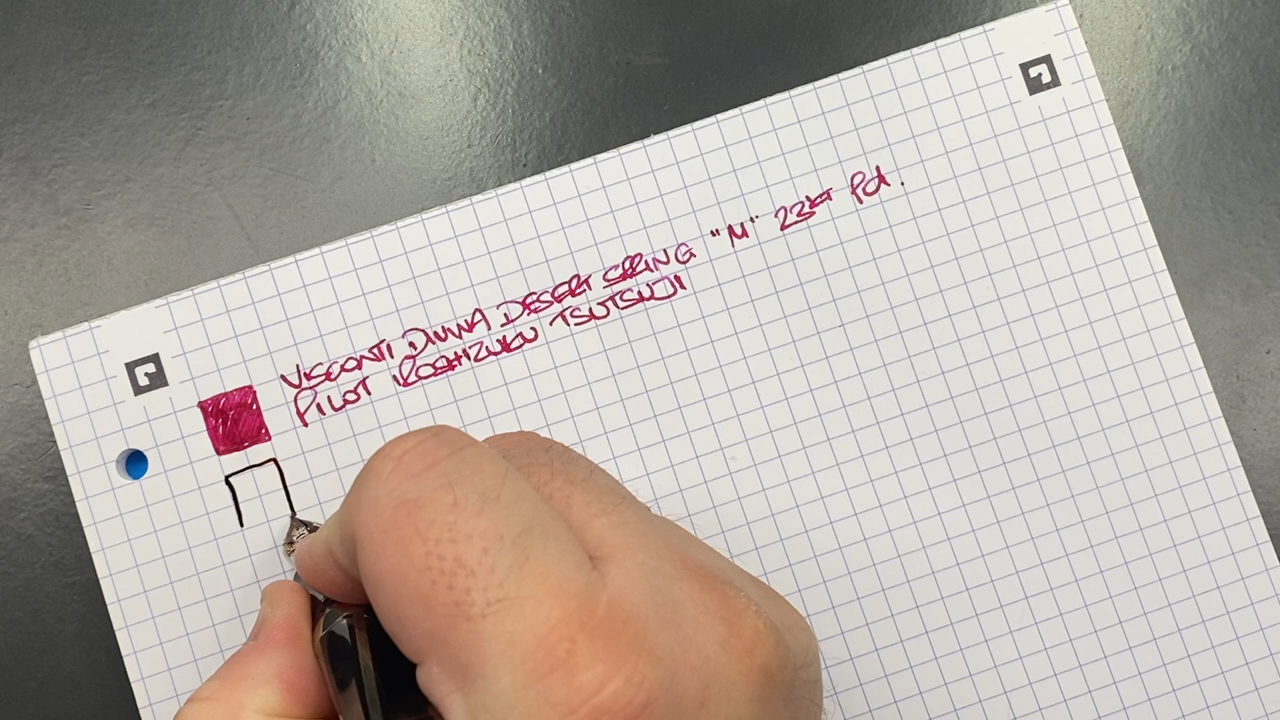 VISCONTI DIVINA DESERT SPRING "M" 23KT Pd.
PILOT IROSHIZUKU TSUTSUJI